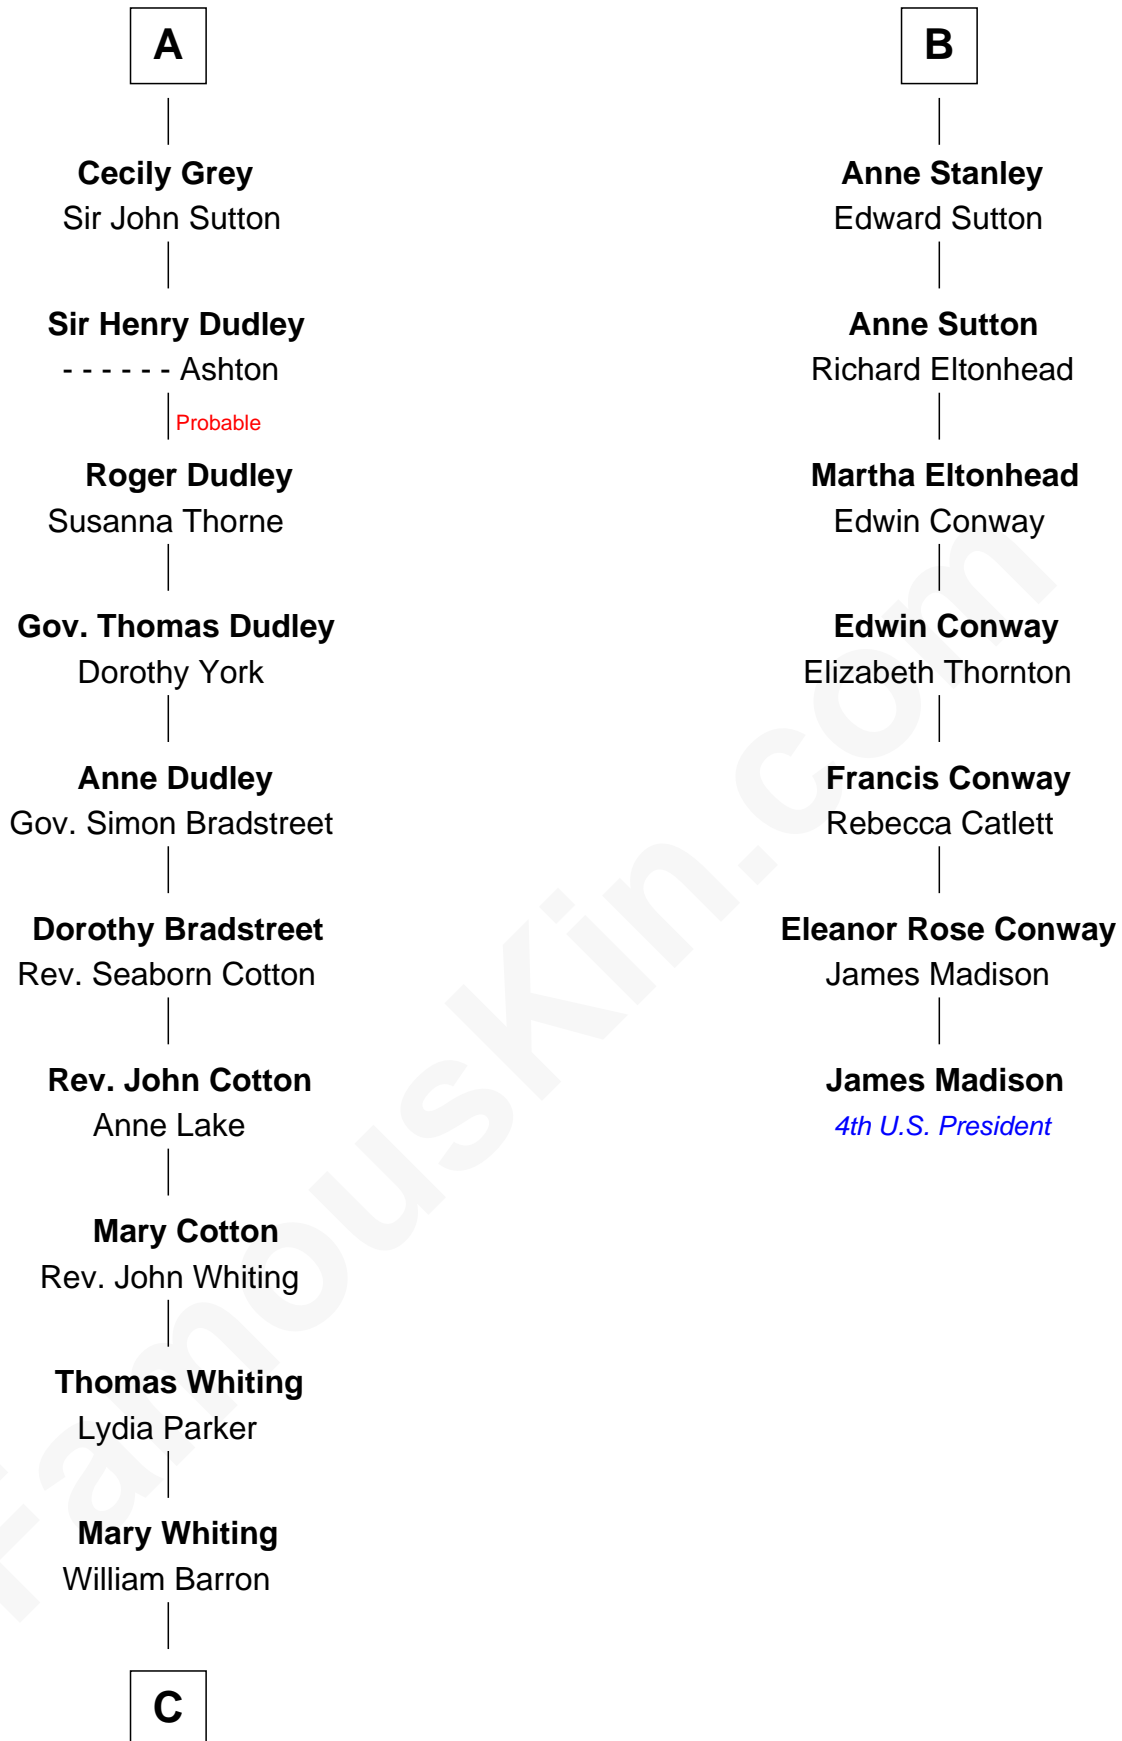 A
Cecily Grey
Sir John Sutton
Sir Henry Dudley
- - - - - - Ashton
Probable
Roger Dudley
Susanna Thorne
Gov. Thomas Dudley
Dorothy York
Anne Dudley
Gov. Simon Bradstreet
Dorothy Bradstreet
Rev. Seaborn Cotton
Rev. John Cotton
Anne Lake
Mary Cotton
Rev. John Whiting
Thomas Whiting
Lydia Parker
Mary Whiting
William Barron
C
B
Anne Stanley
Edward Sutton
Anne Sutton
Richard Eltonhead
Martha Eltonhead
Edwin Conway
Edwin Conway
Elizabeth Thornton
Francis Conway
Rebecca Catlett
Eleanor Rose Conway
James Madison
James Madison
4th U.S. President
FamousKin.com